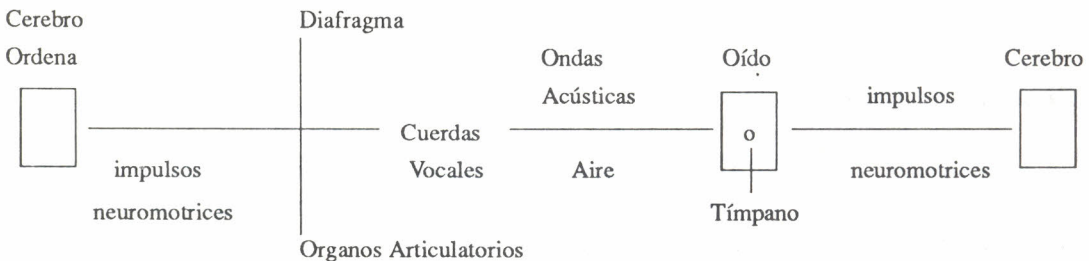 Cerebro
Ordena
impulsos
neuromotrices
Diafragma
Cuerdas
Vocales
Organos Articulatorios
Ondas
Acústicas
Aire
Oído
o
Tímpano
impulsos
neuromotrices
Cerebro